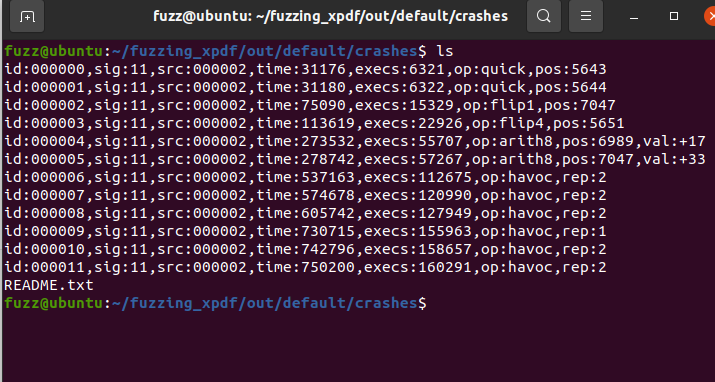 fuzz@ubuntu: ~/fuzzing_xpdf/out/default/crashes
fuzz@ubuntu:~/fuzzing_xpdf/out/default/crashes$ ls
id:000000,sig:11,src:000002,time:31176,execs:6321,op:quick,pos:5643
id:000001,sig:11,src:000002,time:31180,execs:6322,op:quick,pos:5644
id:000002,sig:11,src:000002,time:75090,execs:15329,op:flip1,pos:7047
id:000003,sig:11,src:000002,time:113619,execs:22926,op:flip4,pos:5651
id:000004,sig:11,src:000002,time:273532,execs:55707,op:arith8,pos:6989,val:+17
id:000005,sig:11,src:000002,time:278742,execs:57267,op:arith8,pos:7047,val:+33
id:000006,sig:11,src:000002,time:537163,execs:112675,op:havoc,rep:2
id:000007,sig:11,src:000002,time:574678,execs:120990,op:havoc,rep:2
id:000008,sig:11,src:000002,time:605742,execs:127949,op:havoc,rep:2
id:000009,sig:11,src:000002,time:730715,execs:155963,op:havoc,rep:1
id:000010,sig:11,src:000002,time:742796,execs:158657,op:havoc,rep:2
id:000011,sig:11,src:000002,time:750200,execs:160291,op:havoc,rep:2
README.txt
fuzz@ubuntu:~/fuzzing_xpdf/out/default/crashes$